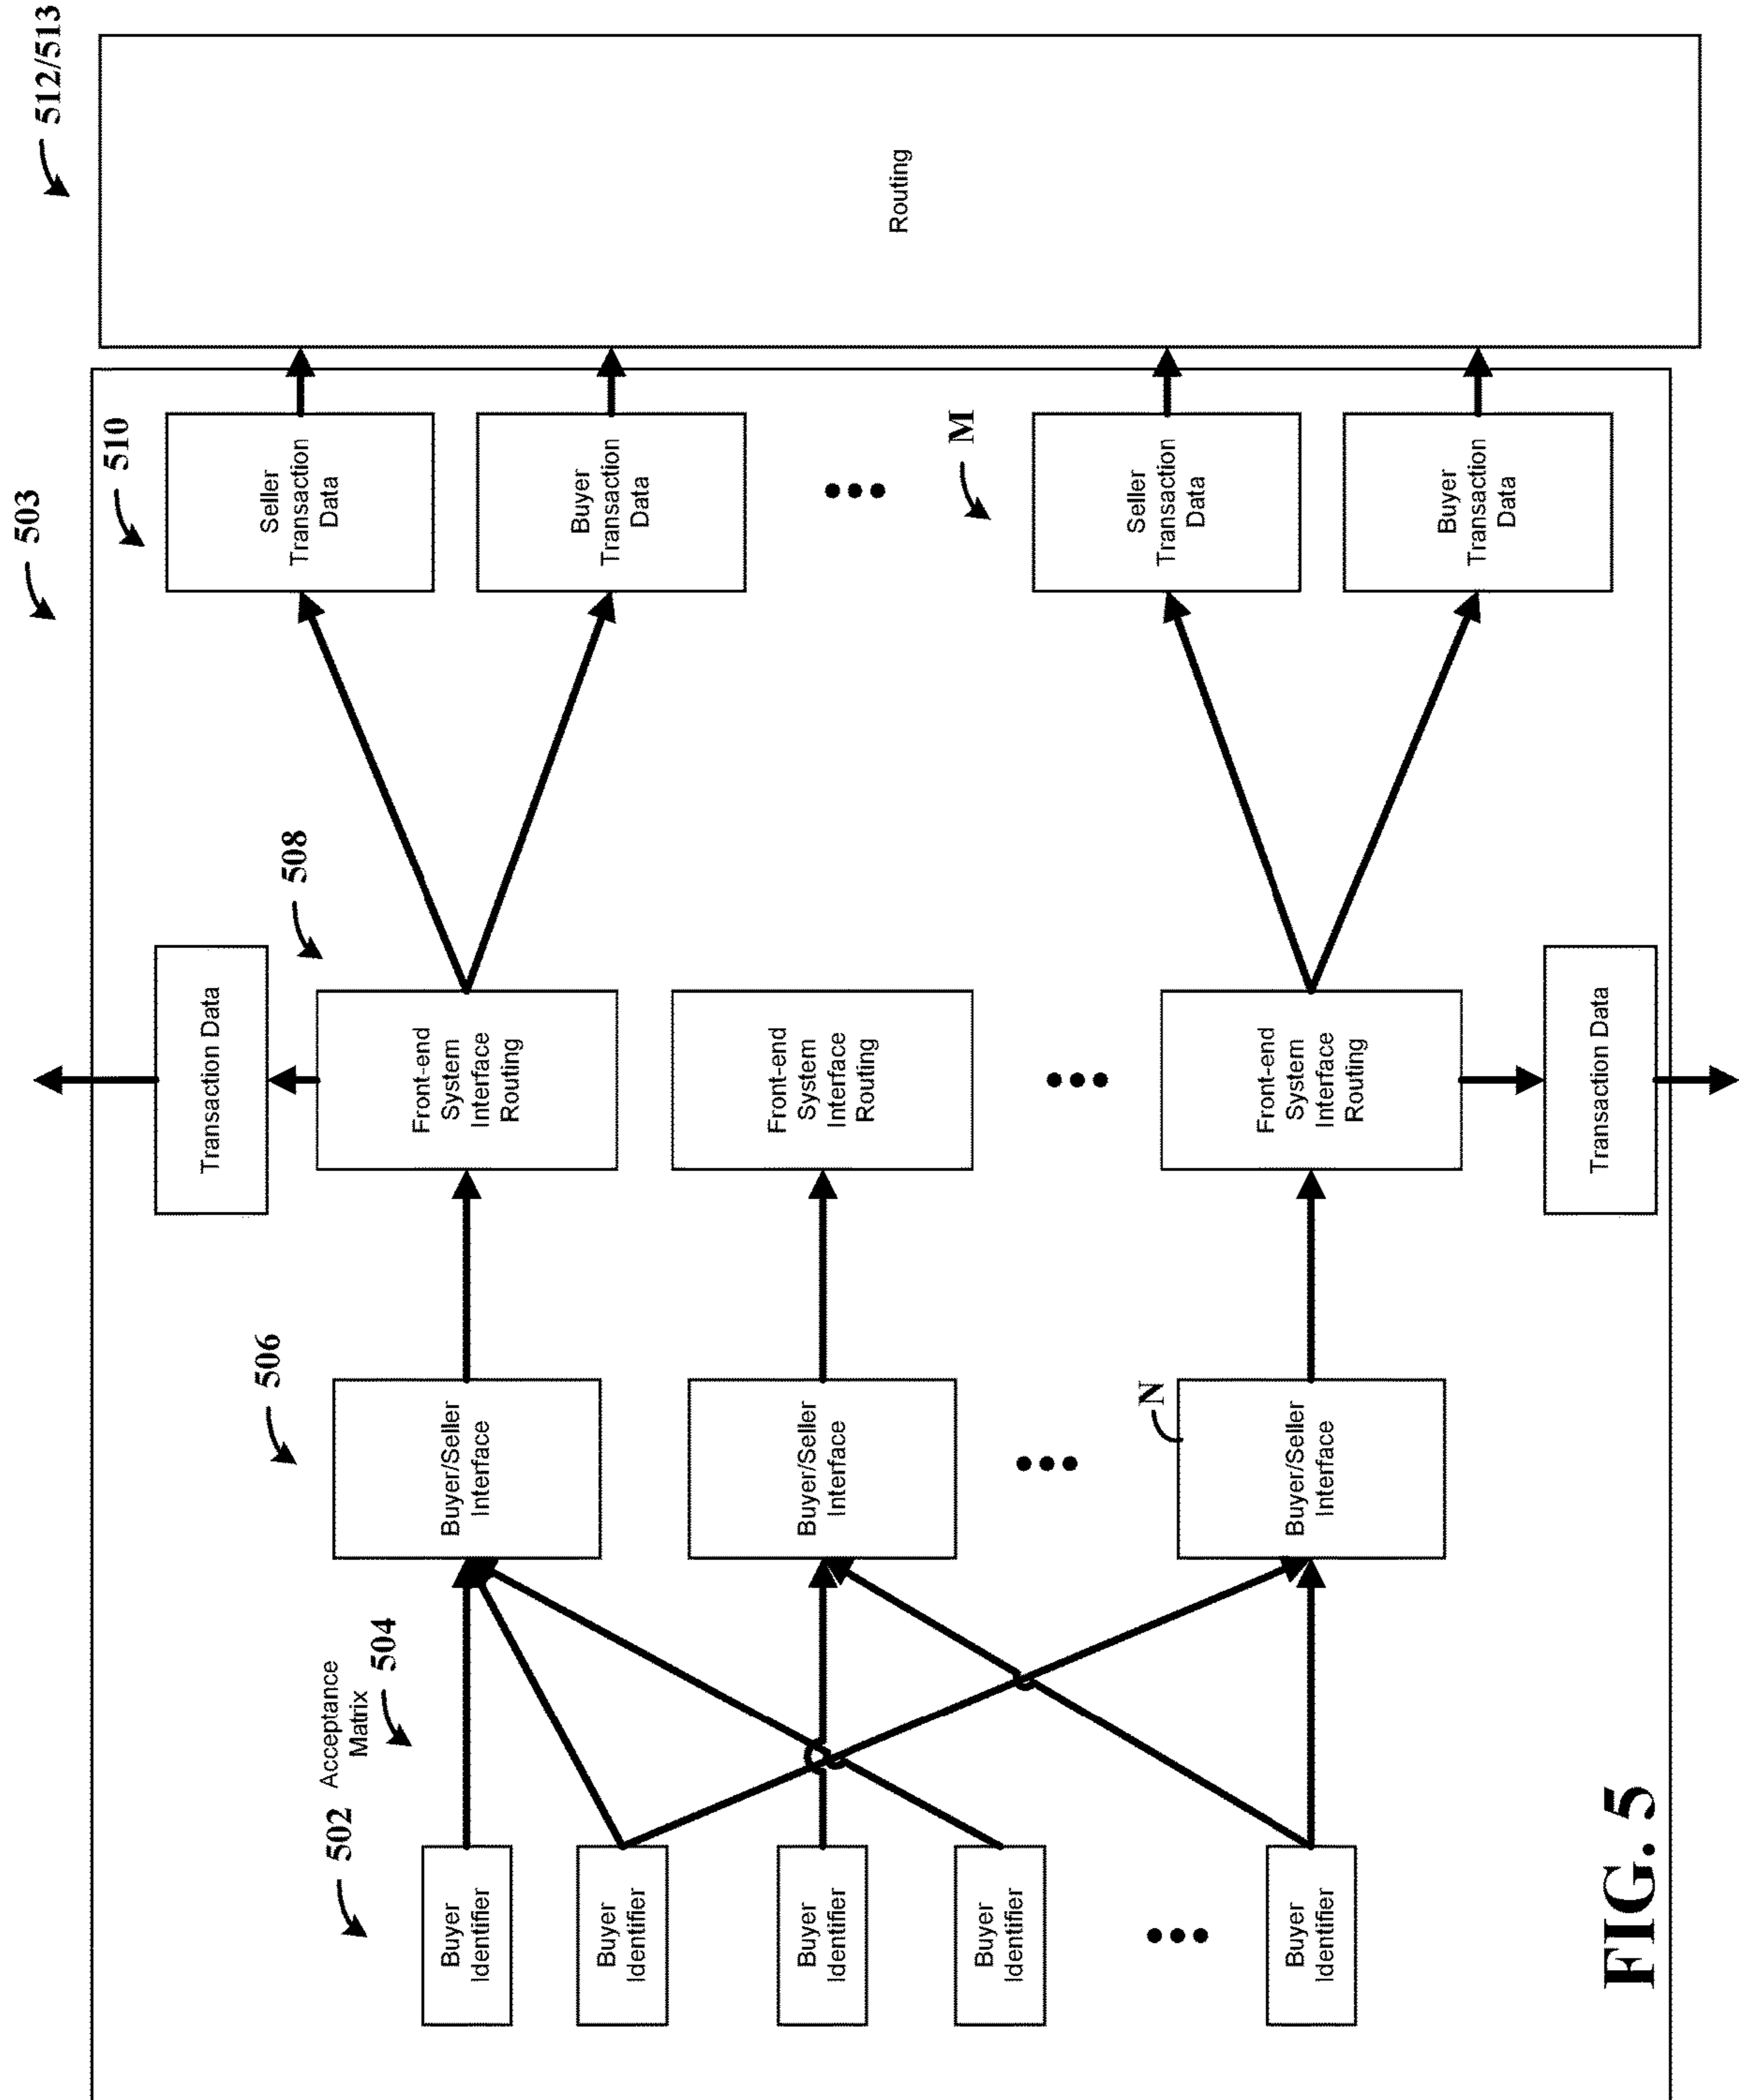 503
512/513
Routing
510
Seller
Transaction
Data
Buyer
Transaction
Data
M
Seller
Transaction
Data
Buyer
Transaction
Data
508
Transaction Data
Front-end
System
Interface
Routing
Front-end
System
Interface
Routing
Front-end
System
Interface
Routing
Transaction Data
506
Buyer/Seller
Interface
Buyer/Seller
Interface
N
Buyer/Seller
Interface
Acceptance
Matrix
504
502
Buyer
Identifier
Buyer
Identifier
Buyer
Identifier
Buyer
Identifier
Buyer
Identifier
FIG. 5